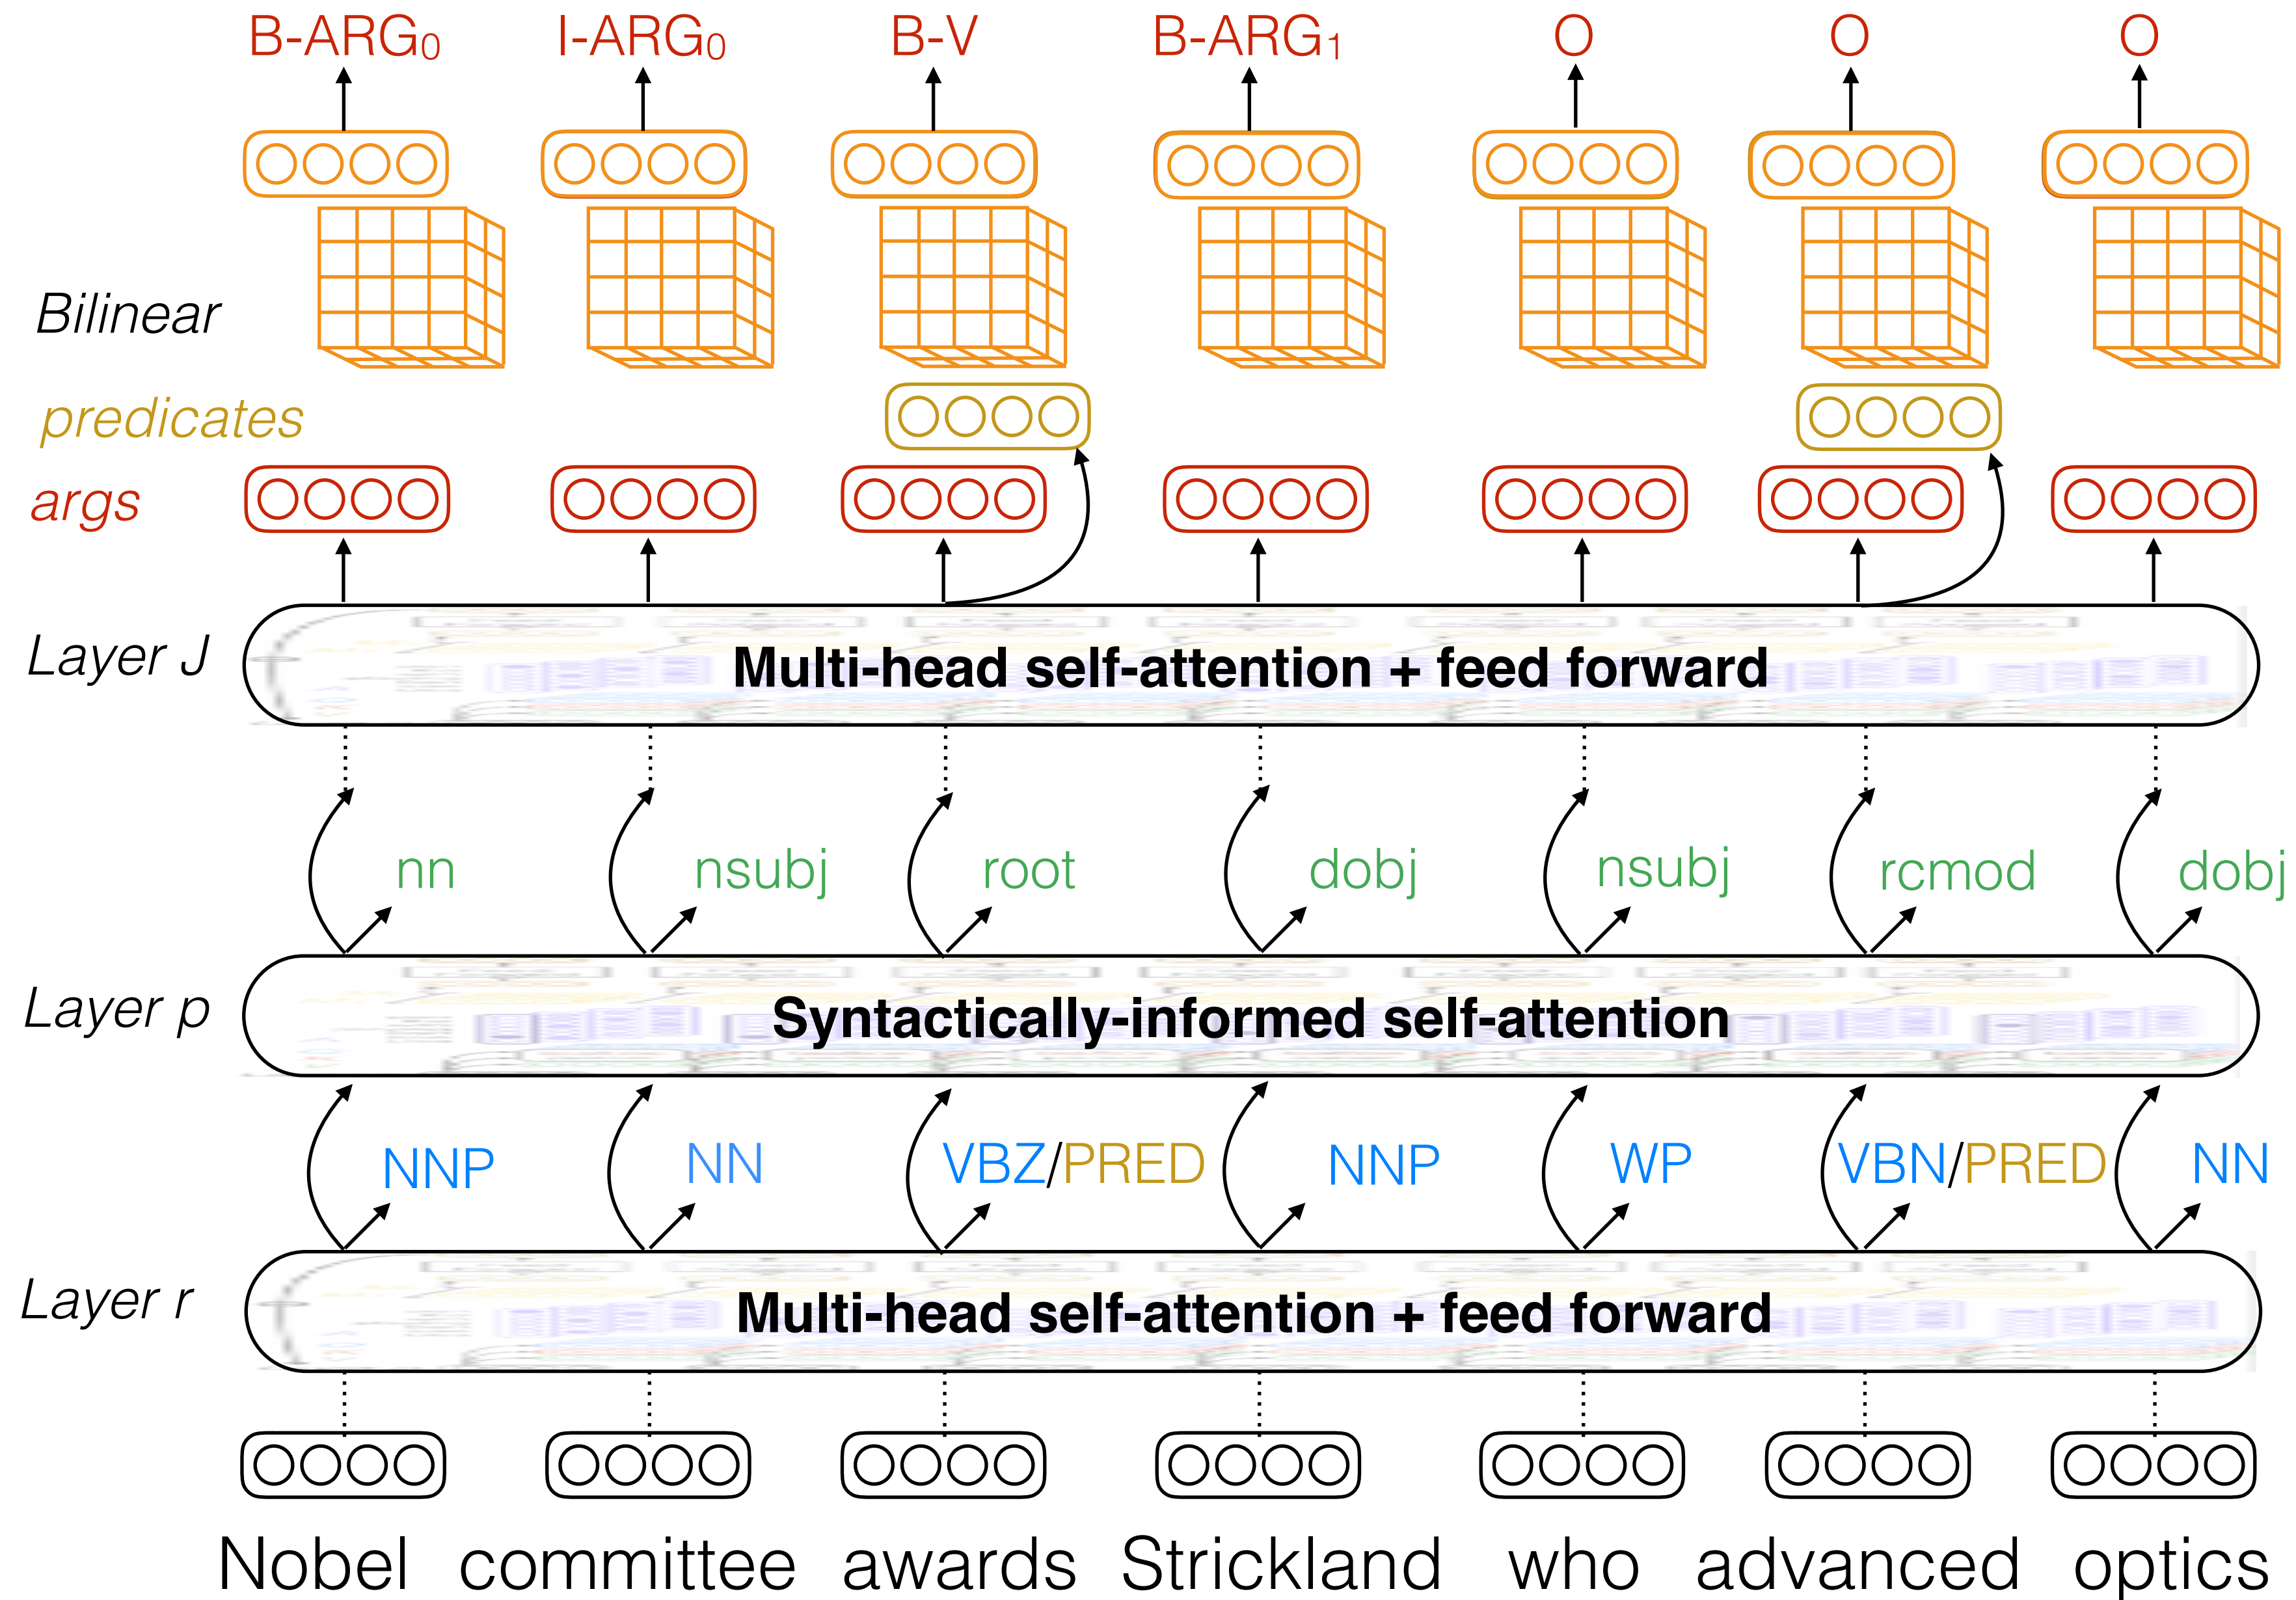 B-ARG₀ I-ARG₀ B-V B-ARG₁ O O O
Bilinear
predicates
args
Layer J Multi-head self-attention + feed forward
nn nsubj root dobj nsubj rcmod dobj
Layer p Syntactically-informed self-attention
NNP NN VBZ/PRED NNP WP VBN/PRED NN
Layer r Multi-head self-attention + feed forward
Nobel committee awards Strickland who advanced optics